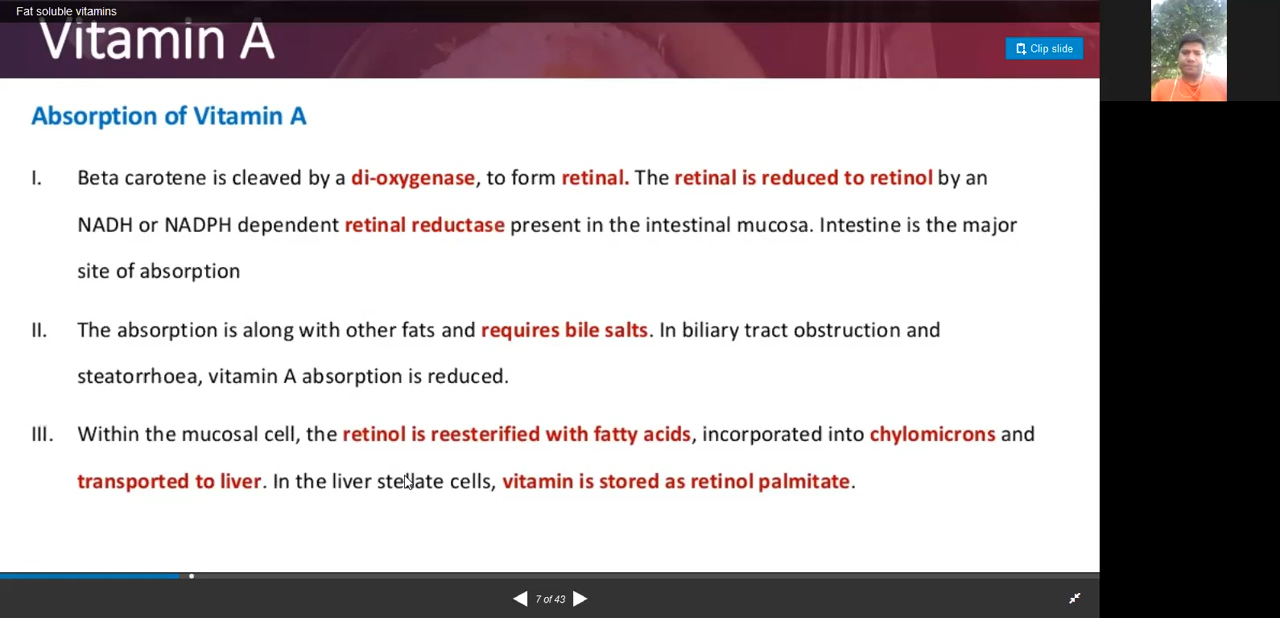 Fat soluble vitamins
Vitamin A
Clip slide
Absorption of Vitamin A
I. Beta carotene is cleaved by a di-oxygenase, to form retinal. The retinal is reduced to retinol by an
NADH or NADPH dependent retinal reductase present in the intestinal mucosa. Intestine is the major
site of absorption
II. The absorption is along with other fats and requires bile salts. In biliary tract obstruction and
steatorrhoea, vitamin A absorption is reduced.
III. Within the mucosal cell, the retinol is reesterified with fatty acids, incorporated into chylomicrons and
transported to liver. In the liver stellate cells, vitamin is stored as retinol palmitate.
7 of 43